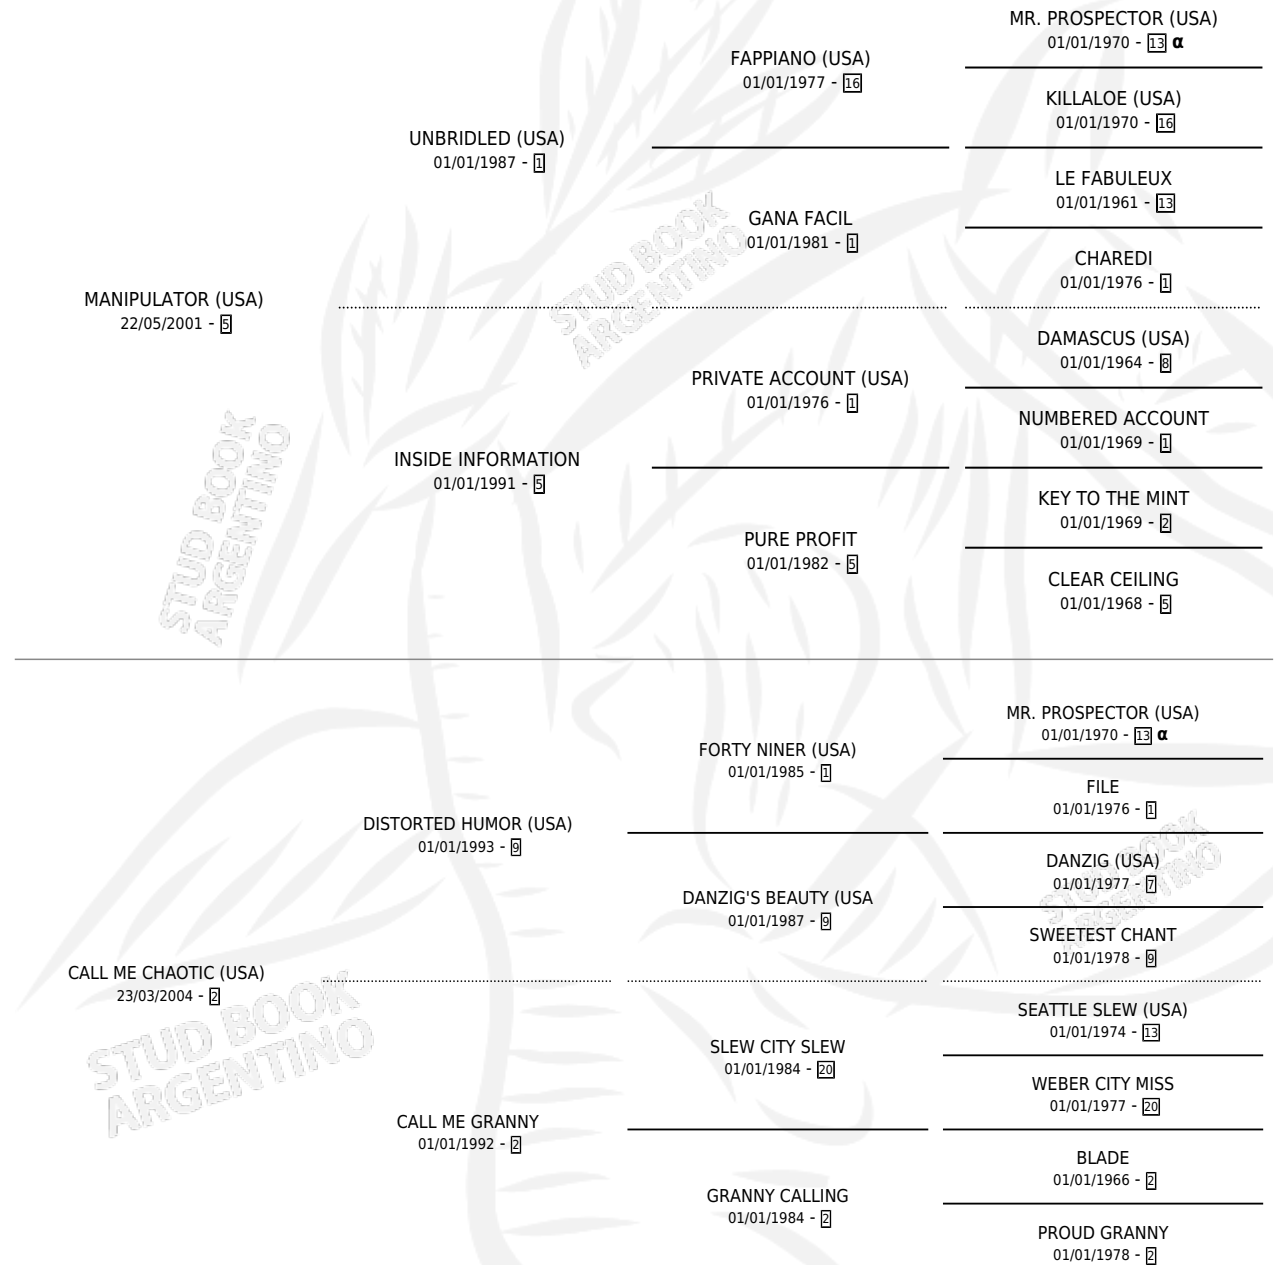 MR. PROSPECTOR (USA)
01/01/1970 - 13 α
FAPPIANO (USA)
01/01/1977 - 16
KILLALOE (USA)
01/01/1970 - 16
UNBRIDLED (USA)
01/01/1987 - 1
LE FABULEUX
01/01/1961 - 13
GANA FACIL
01/01/1981 - 1
CHAREDI
01/01/1976 - 1
MANIPULATOR (USA)
22/05/2001 - 5
DAMASCUS (USA)
01/01/1964 - 8
PRIVATE ACCOUNT (USA)
01/01/1976 - 1
NUMBERED ACCOUNT
01/01/1969 - 1
INSIDE INFORMATION
01/01/1991 - 5
KEY TO THE MINT
01/01/1969 - 2
PURE PROFIT
01/01/1982 - 5
CLEAR CEILING
01/01/1968 - 5
STUD BOOK
ARGENTINO
STUD BOOK
ARGENTINO
MR. PROSPECTOR (USA)
01/01/1970 - 13 α
FORTY NINER (USA)
01/01/1985 - 1
FILE
01/01/1976 - 1
DISTORTED HUMOR (USA)
01/01/1993 - 9
DANZIG (USA)
01/01/1977 - 7
DANZIG'S BEAUTY (USA
01/01/1987 - 9
SWEETEST CHANT
01/01/1978 - 9
CALL ME CHAOTIC (USA)
23/03/2004 - 2
SEATTLE SLEW (USA)
01/01/1974 - 13
SLEW CITY SLEW
01/01/1984 - 20
WEBER CITY MISS
01/01/1977 - 20
CALL ME GRANNY
01/01/1992 - 2
BLADE
01/01/1966 - 2
GRANNY CALLING
01/01/1984 - 2
PROUD GRANNY
01/01/1978 - 2
STUD BOOK
ARGENTINO
STUD BOOK
ARGENTINO